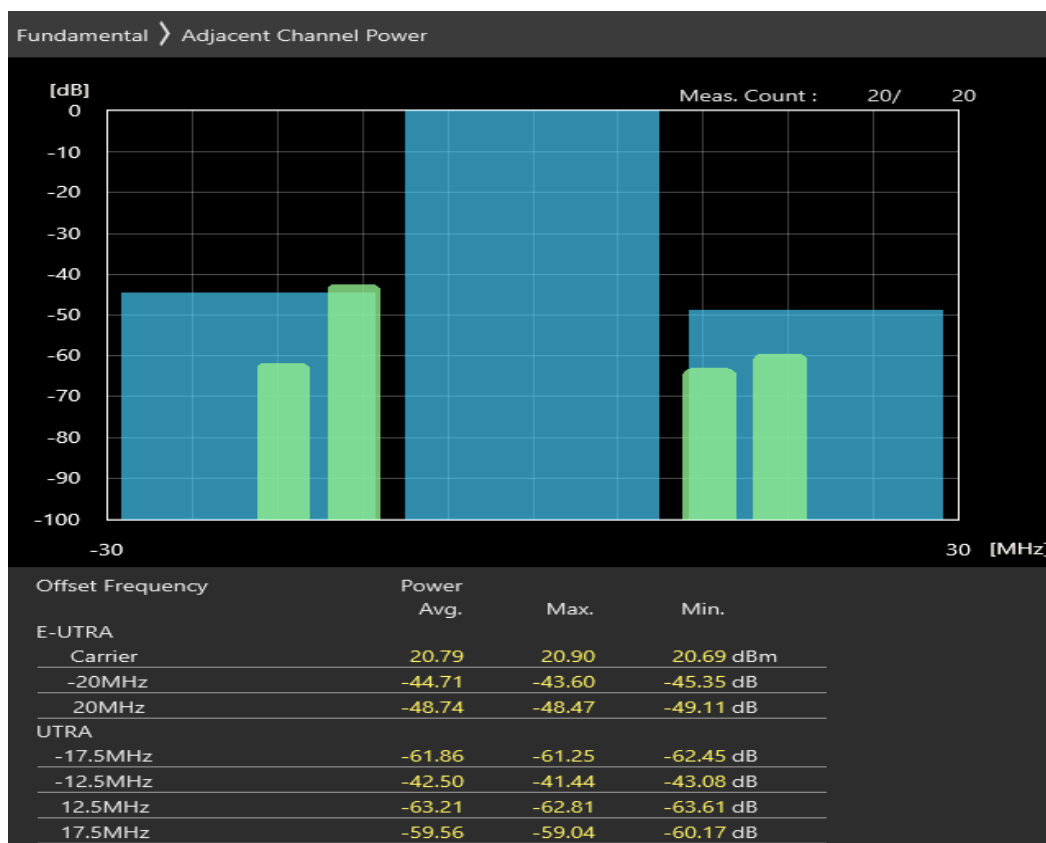 Fundamental 》 Adjacent Channel Power
[dB]
Meas. Count : 20/ 20
0
-10
-20
-30
-40
-50
-60
-70
-80
-90
-100
-30 30 [MHz]
Offset Frequency Power
Avg. Max. Min.
E-UTRA
Carrier 20.79 20.90 20.69 dBm
-20MHz -44.71 -43.60 -45.35 dB
20MHz -48.74 -48.47 -49.11 dB
UTRA
-17.5MHz -61.86 -61.25 -62.45 dB
-12.5MHz -42.50 -41.44 -43.08 dB
12.5MHz -63.21 -62.81 -63.61 dB
17.5MHz -59.56 -59.04 -60.17 dB